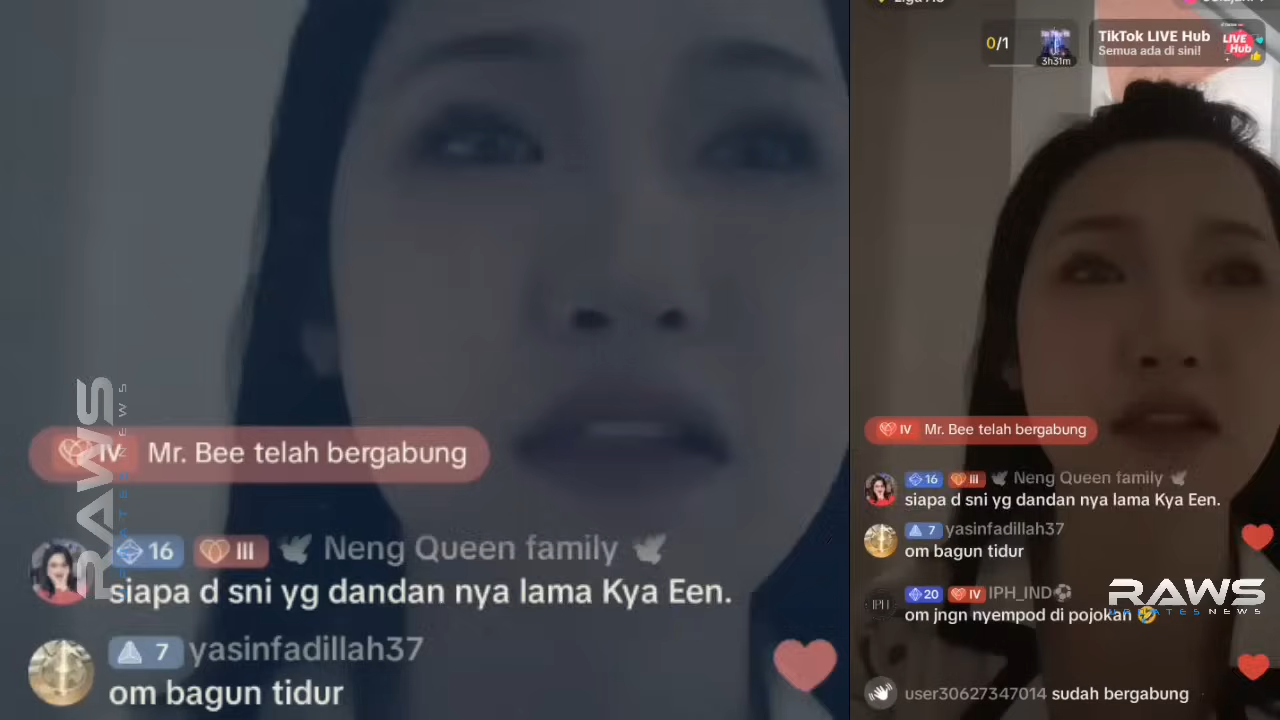 Mr. Bee telah bergabung
IV
16
III
Neng Queen family
siapa d sni yg dandan nya lama Kya Een.
7
yasinfadillah37
om bagun tidur
RAWS
UPDATES NEWS
0/1
3h31m
TikTok LIVE Hub
Semua ada di sini!
LIVE
Hub
IV
Mr. Bee telah bergabung
16
III
Neng Queen family
siapa d sni yg dandan nya lama Kya Een.
7
yasinfadillah37
om bagun tidur
IPH
20
IV
IPH_IND⚽
om jngn nyempod di pojokan 🤣
RAWS
UPDATES NEWS
user30627347014 sudah bergabung